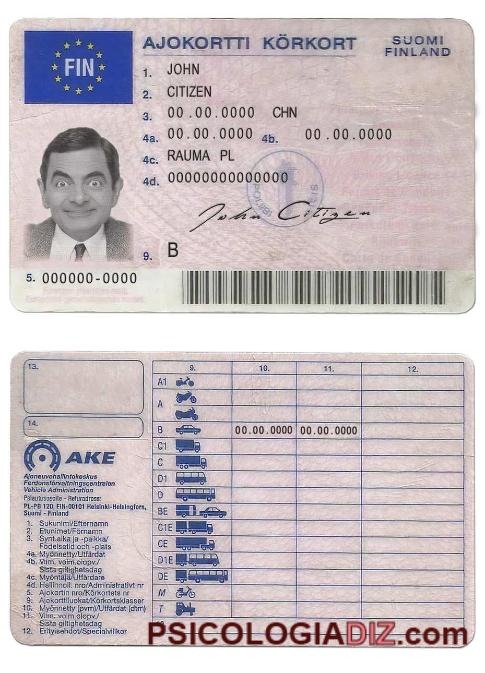 FIN
AJOKORTTI KÖRKORT
SUOMI
FINLAND
1. JOHN
2. CITIZEN
3. 00.00.0000 CHN
4a. 00.00.0000 4b. 00.00.0000
4c. RAUMA PL
4d. 00000000000000
John Citizen
9. B
5. 000000-0000
13.
14.
AKE
Ajoneuvohallintokeskus
Fordonsförvaltningscentralen
Vehicle Administration
Palautusosoite - Returadress:
PL-PB 120, FIN-00101 Helsinki-Helsingfors,
Suomi - Finland
1. Sukunimi/Efternamn
2. Etunimet/Förnamn
3. Synt.aika ja -paikka/
Födelsetid och -plats
4a. Myönnetty/Utfärdat
4b. Viim. voim.olopv./
Sista giltighetsdag
4c. Myöntäjä/Utfärdare
4d. Hallinnoll. nro/Administrativt nr
5. Ajokortin nro/Körkortets nr
9. Ajokorttiluokat/Körkortsklasser
10. Myönnetty (pvm)/Utfärdat (dtm)
11. Viim. voim.olopv./
Sista giltighetsdag
12. Erityisehdot/Specialvillkor
9. 10. 11. 12.
A1
A
B 00.00.0000 00.00.0000
C1
C
D1
D
BE
C1E
CE
D1E
DE
M
T
PSICOLOGIADIZ.com